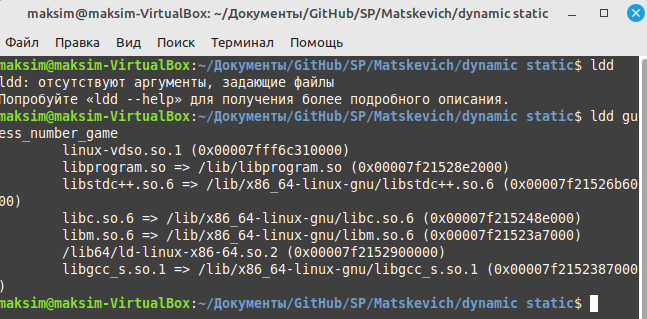 maksim@maksim-VirtualBox: ~/Документы/GitHub/SP/Matskevich/dynamic static
Файл Правка Вид Поиск Терминал Помощь
maksim@maksim-VirtualBox:~/Документы/GitHub/SP/Matskevich/dynamic static$ ldd
ldd: отсутствуют аргументы, задающие файлы
Попробуйте «ldd --help» для получения более подробного описания.
maksim@maksim-VirtualBox:~/Документы/GitHub/SP/Matskevich/dynamic static$ ldd gu
ess_number_game
linux-vdso.so.1 (0x00007fff6c310000)
libprogram.so => /lib/libprogram.so (0x00007f21528e2000)
libstdc++.so.6 => /lib/x86_64-linux-gnu/libstdc++.so.6 (0x00007f21526b60
00)
libc.so.6 => /lib/x86_64-linux-gnu/libc.so.6 (0x00007f215248e000)
libm.so.6 => /lib/x86_64-linux-gnu/libm.so.6 (0x00007f21523a7000)
/lib64/ld-linux-x86-64.so.2 (0x00007f2152900000)
libgcc_s.so.1 => /lib/x86_64-linux-gnu/libgcc_s.so.1 (0x00007f2152387000
)
maksim@maksim-VirtualBox:~/Документы/GitHub/SP/Matskevich/dynamic static$